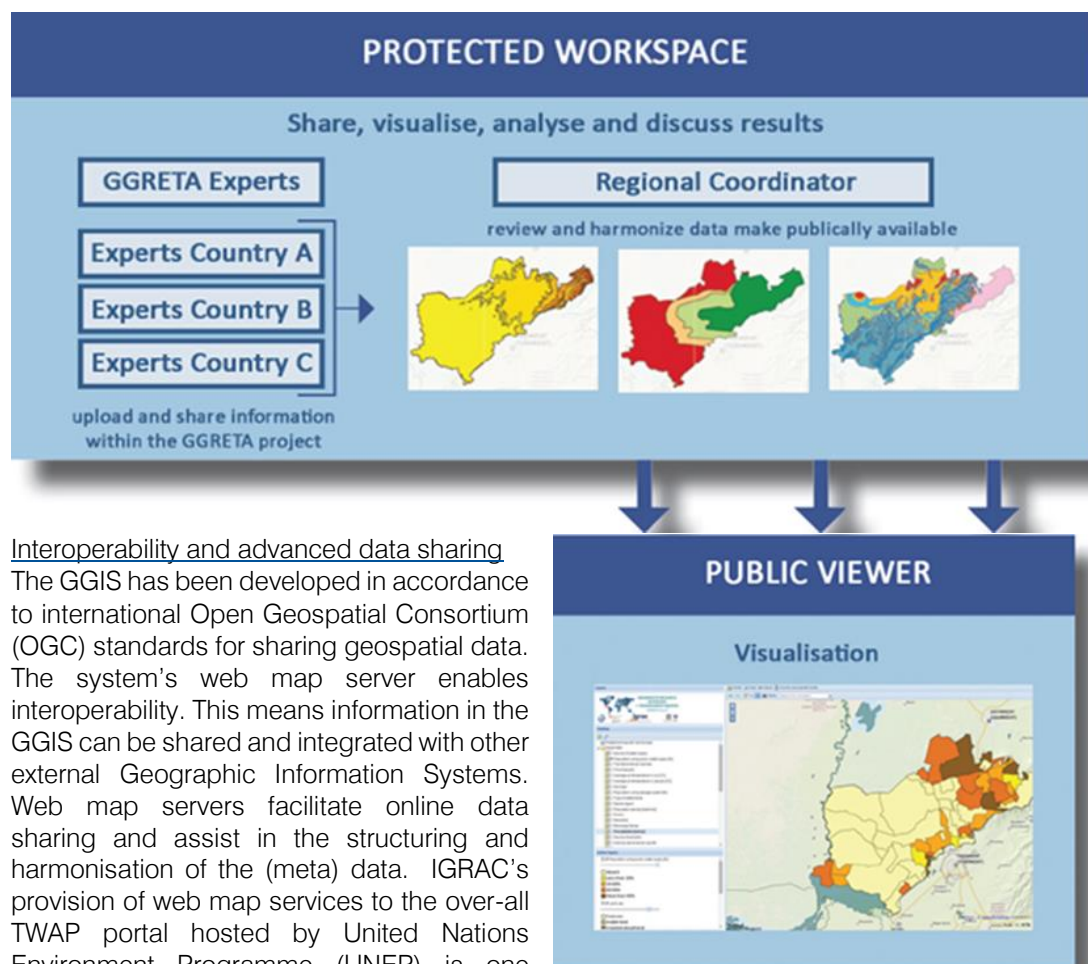 PROTECTED WORKSPACE
Share, visualise, analyse and discuss results
GGRETA Experts
Experts Country A
Experts Country B
Experts Country C
upload and share information
within the GGRETA project
Regional Coordinator
review and harmonize data make publically available
Interoperability and advanced data sharing
The GGIS has been developed in accordance
to international Open Geospatial Consortium
(OGC) standards for sharing geospatial data.
The system's web map server enables
interoperability. This means information in the
GGIS can be shared and integrated with other
external Geographic Information Systems.
Web map servers facilitate online data
sharing and assist in the structuring and
harmonisation of the (meta) data. IGRAC's
provision of web map services to the over-all
TWAP portal hosted by United Nations
Environment Programme (UNEP) is one
PUBLIC VIEWER
Visualisation